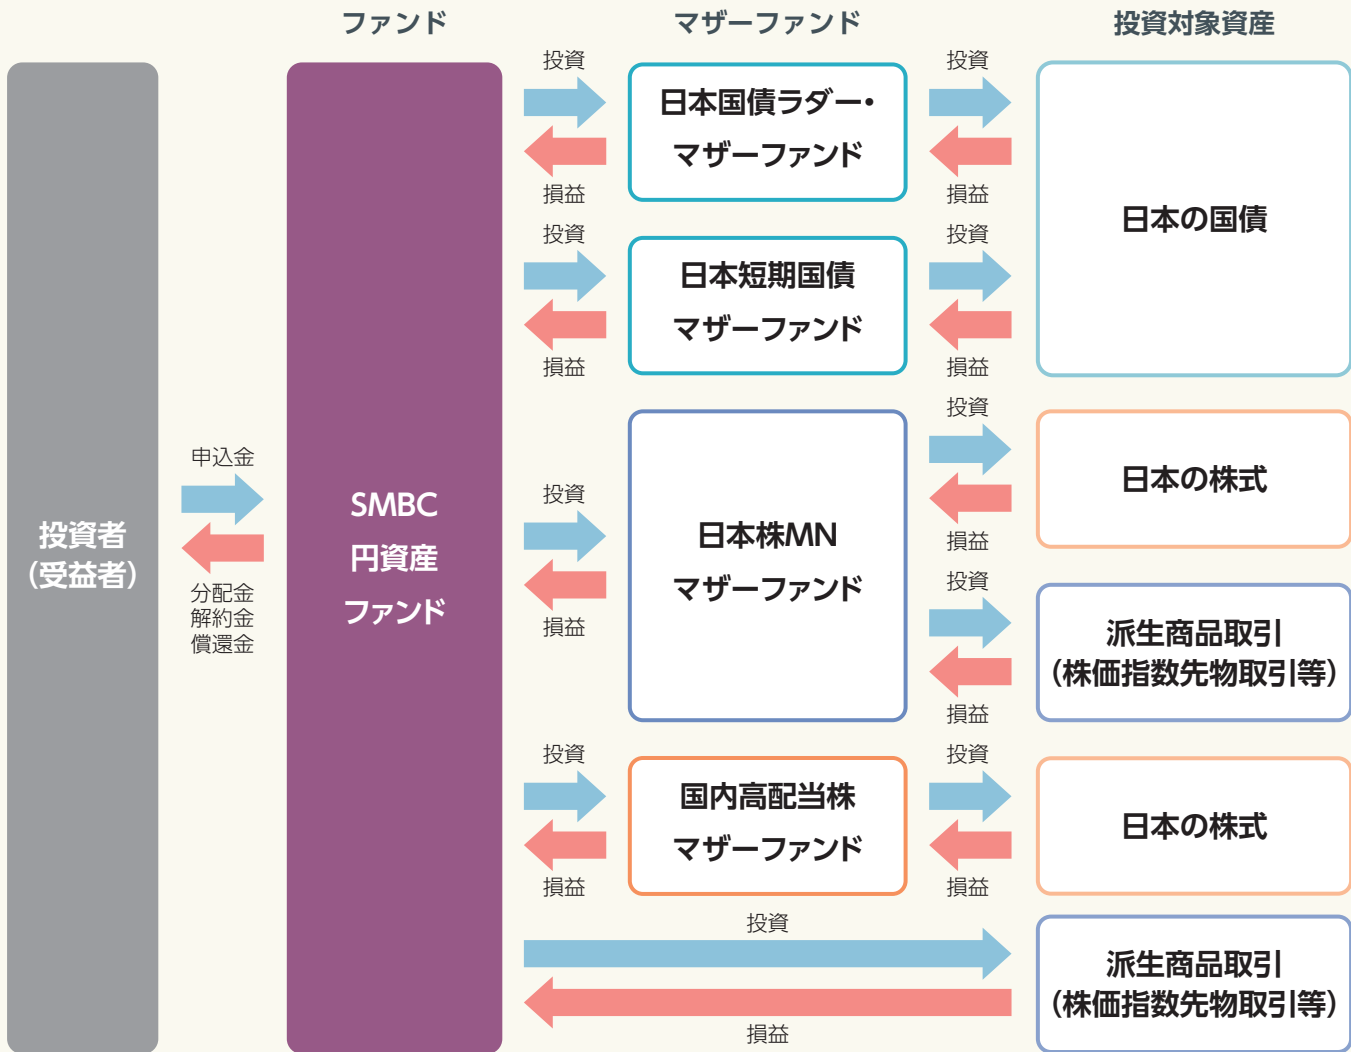 ファンド
マザーファンド
投資対象資産
投資者
(受益者)
申込金
分配金
解約金
償還金
SMBC
円資産
ファンド
投資
損益
日本国債ラダー・
マザーファンド
投資
損益
日本の国債
投資
損益
日本短期国債
マザーファンド
投資
損益
投資
損益
日本株MN
マザーファンド
投資
損益
日本の株式
投資
損益
派生商品取引
(株価指数先物取引等)
投資
損益
国内高配当株
マザーファンド
投資
損益
日本の株式
投資
損益
派生商品取引
(株価指数先物取引等)